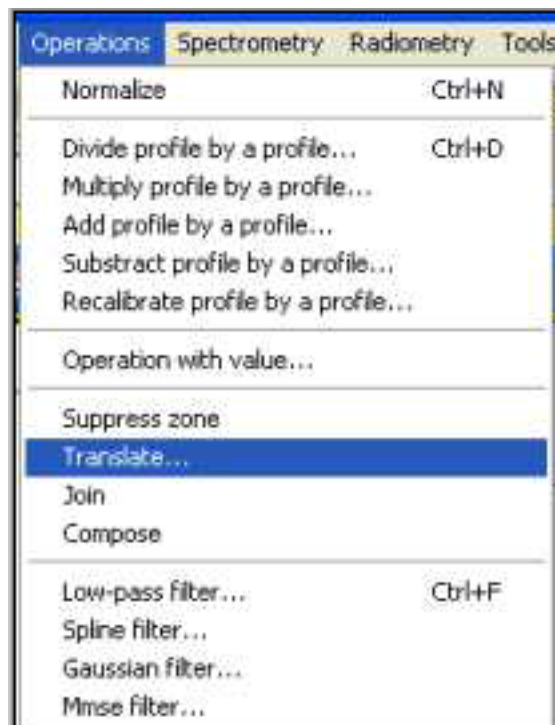 Operations Spectrometry Radiometry Tools
Normalize Ctrl+N
Divide profile by a profile... Ctrl+D
Multiply profile by a profile...
Add profile by a profile...
Substract profile by a profile...
Recalibrate profile by a profile...
Operation with value...
Suppress zone
Translate...
Join
Compose
Low-pass filter... Ctrl+F
Spline filter...
Gaussian filter...
Mmse filter...